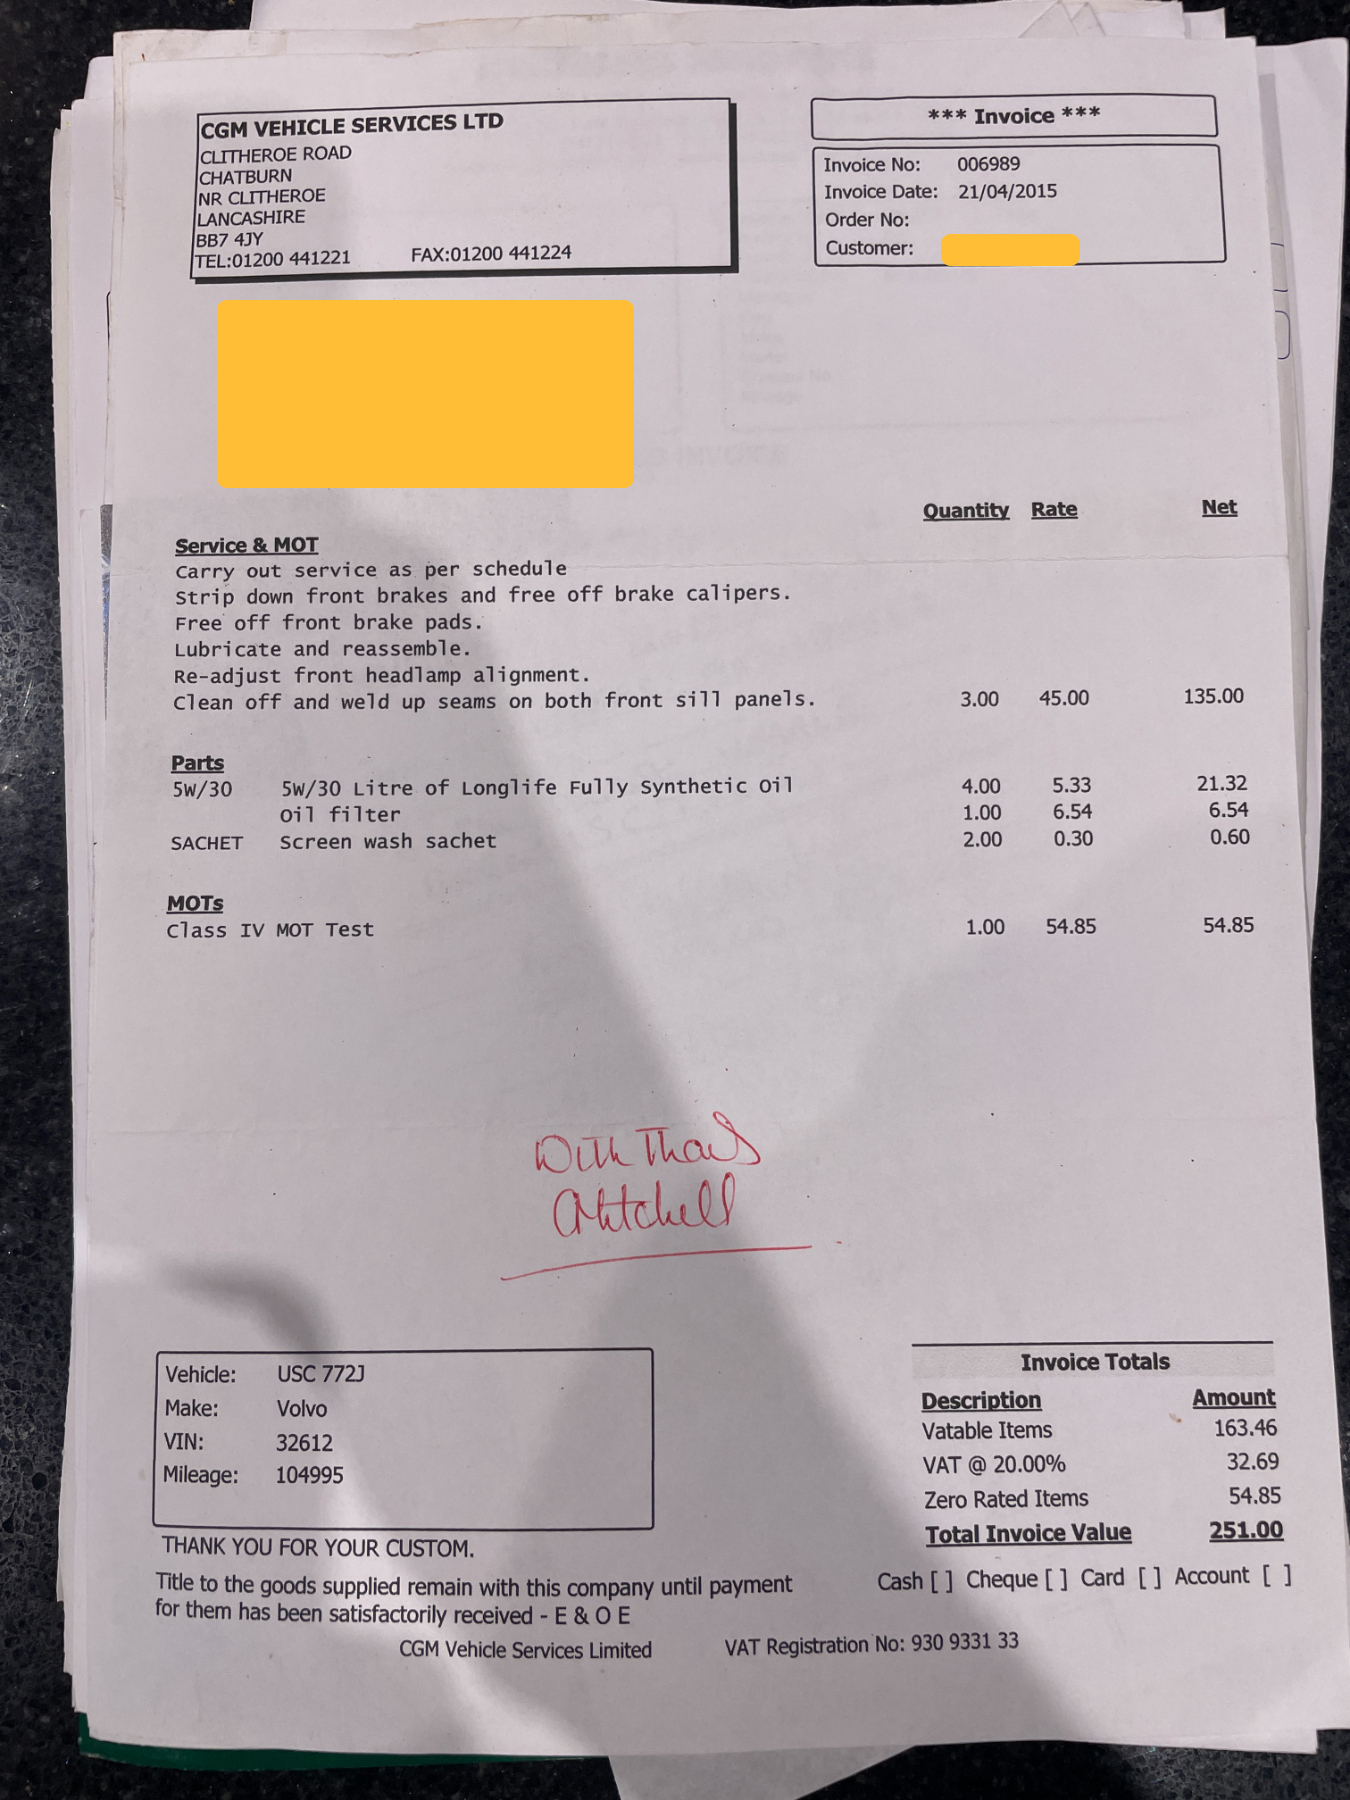 CGM VEHICLE SERVICES LTD
CLITHEROE ROAD
CHATBURN
NR CLITHEROE
LANCASHIRE
BB7 4JY
TEL:01200 441221 FAX:01200 441224
*** Invoice ***
Invoice No: 006989
Invoice Date: 21/04/2015
Order No:
Customer:
Quantity Rate Net
Service & MOT
Carry out service as per schedule
Strip down front brakes and free off brake calipers.
Free off front brake pads.
Lubricate and reassemble.
Re-adjust front headlamp alignment.
Clean off and weld up seams on both front sill panels. 3.00 45.00 135.00
Parts
5W/30 5W/30 Litre of Longlife Fully Synthetic Oil 4.00 5.33 21.32
Oil filter 1.00 6.54 6.54
SACHET Screen wash sachet 2.00 0.30 0.60
MOTs
Class IV MOT Test 1.00 54.85 54.85
With Thanks
Mitchell
Vehicle: USC 772J
Make: Volvo
VIN: 32612
Mileage: 104995
Invoice Totals
Description Amount
Vatable Items 163.46
VAT @ 20.00% 32.69
Zero Rated Items 54.85
Total Invoice Value 251.00
THANK YOU FOR YOUR CUSTOM.
Title to the goods supplied remain with this company until payment
for them has been satisfactorily received - E & O E
Cash [ ] Cheque [ ] Card [ ] Account [ ]
CGM Vehicle Services Limited VAT Registration No: 930 9331 33